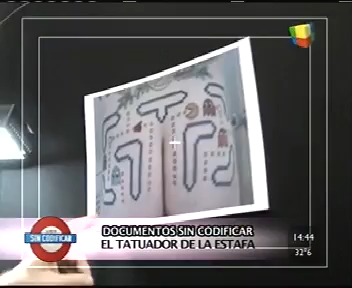 DOCUMENTOS SIN CODIFICAR
SIN CODIFICAR
EL TATUADOR DE LA ESTAFA
14:44
32°6